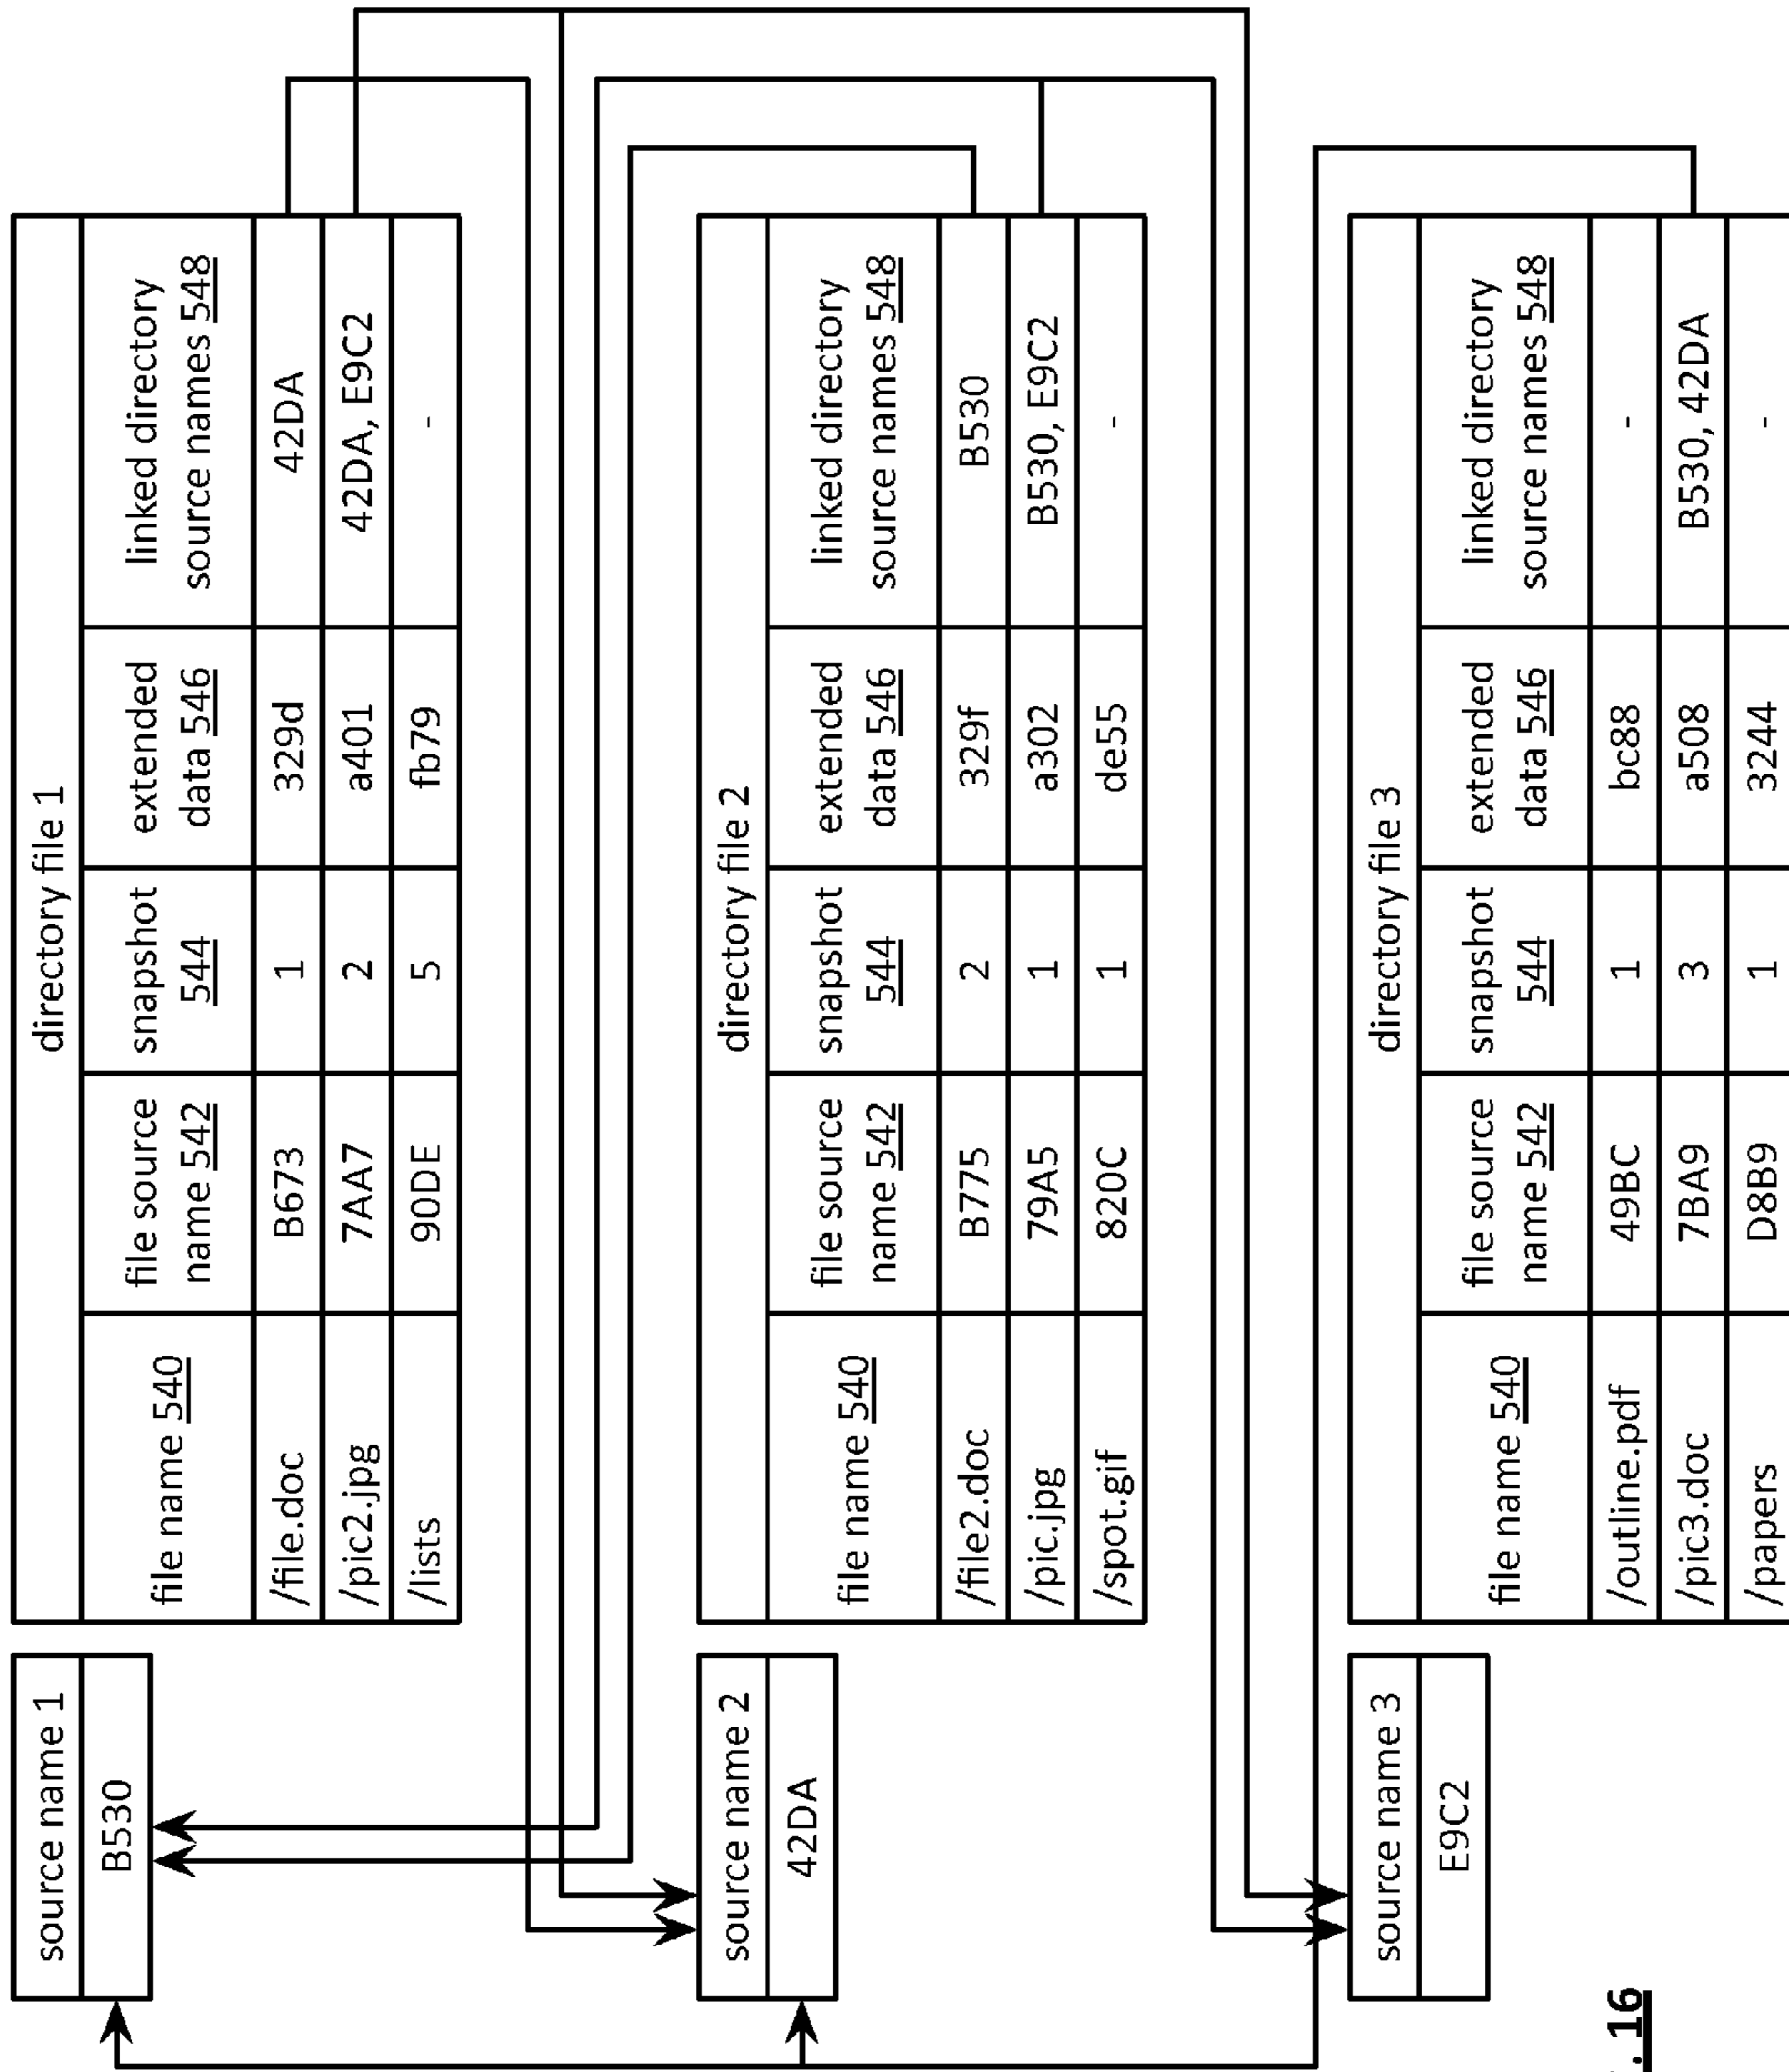 source name 1
B530
directory file 1
file name 540
file source name 542
snapshot 544
extended data 546
linked directory source names 548
//file.doc B673 1 329d 42DA
//pic2.jpg 7AA7 2 a401 42DA, E9C2
//lists 90DE 5 fb79 -
source name 2
42DA
directory file 2
file name 540
file source name 542
snapshot 544
extended data 546
linked directory source names 548
//file2.doc B775 2 329f B530
//pic.jpg 79A5 1 a302 B530, E9C2
/spot.gif 820C 1 de55 -
source name 3
E9C2
directory file 3
file name 540
file source name 542
snapshot 544
extended data 546
linked directory source names 548
/outline.pdf 49BC 1 bc88 -
//pic3.doc 7BA9 3 a508 B530, 42DA
/papers D8B9 1 3244 -
.16